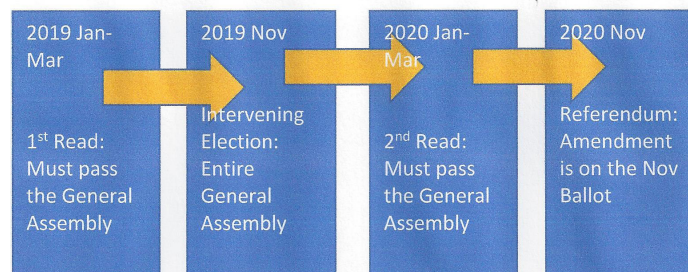 2019 Jan-
Mar
1st Read:
Must pass
the General
Assembly
2019 Nov
Intervening
Election:
Entire
General
Assembly
2020 Jan-
Mar
2nd Read:
Must pass
the General
Assembly
2020 Nov
Referendum:
Amendment
is on the Nov
Ballot